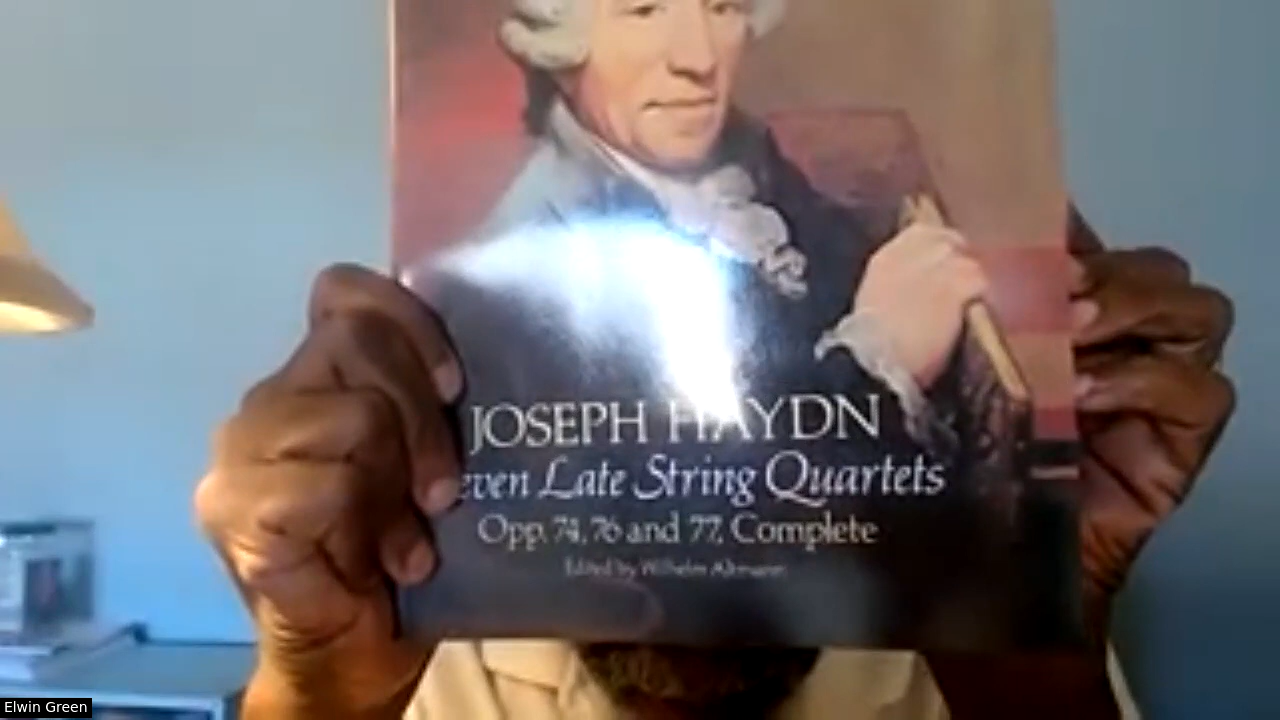 JOSEPH HAYDN
even Late String Quartets
Opp. 74, 76 and 77, Complete
Edited by Wilhelm Altmann
Elwin Green